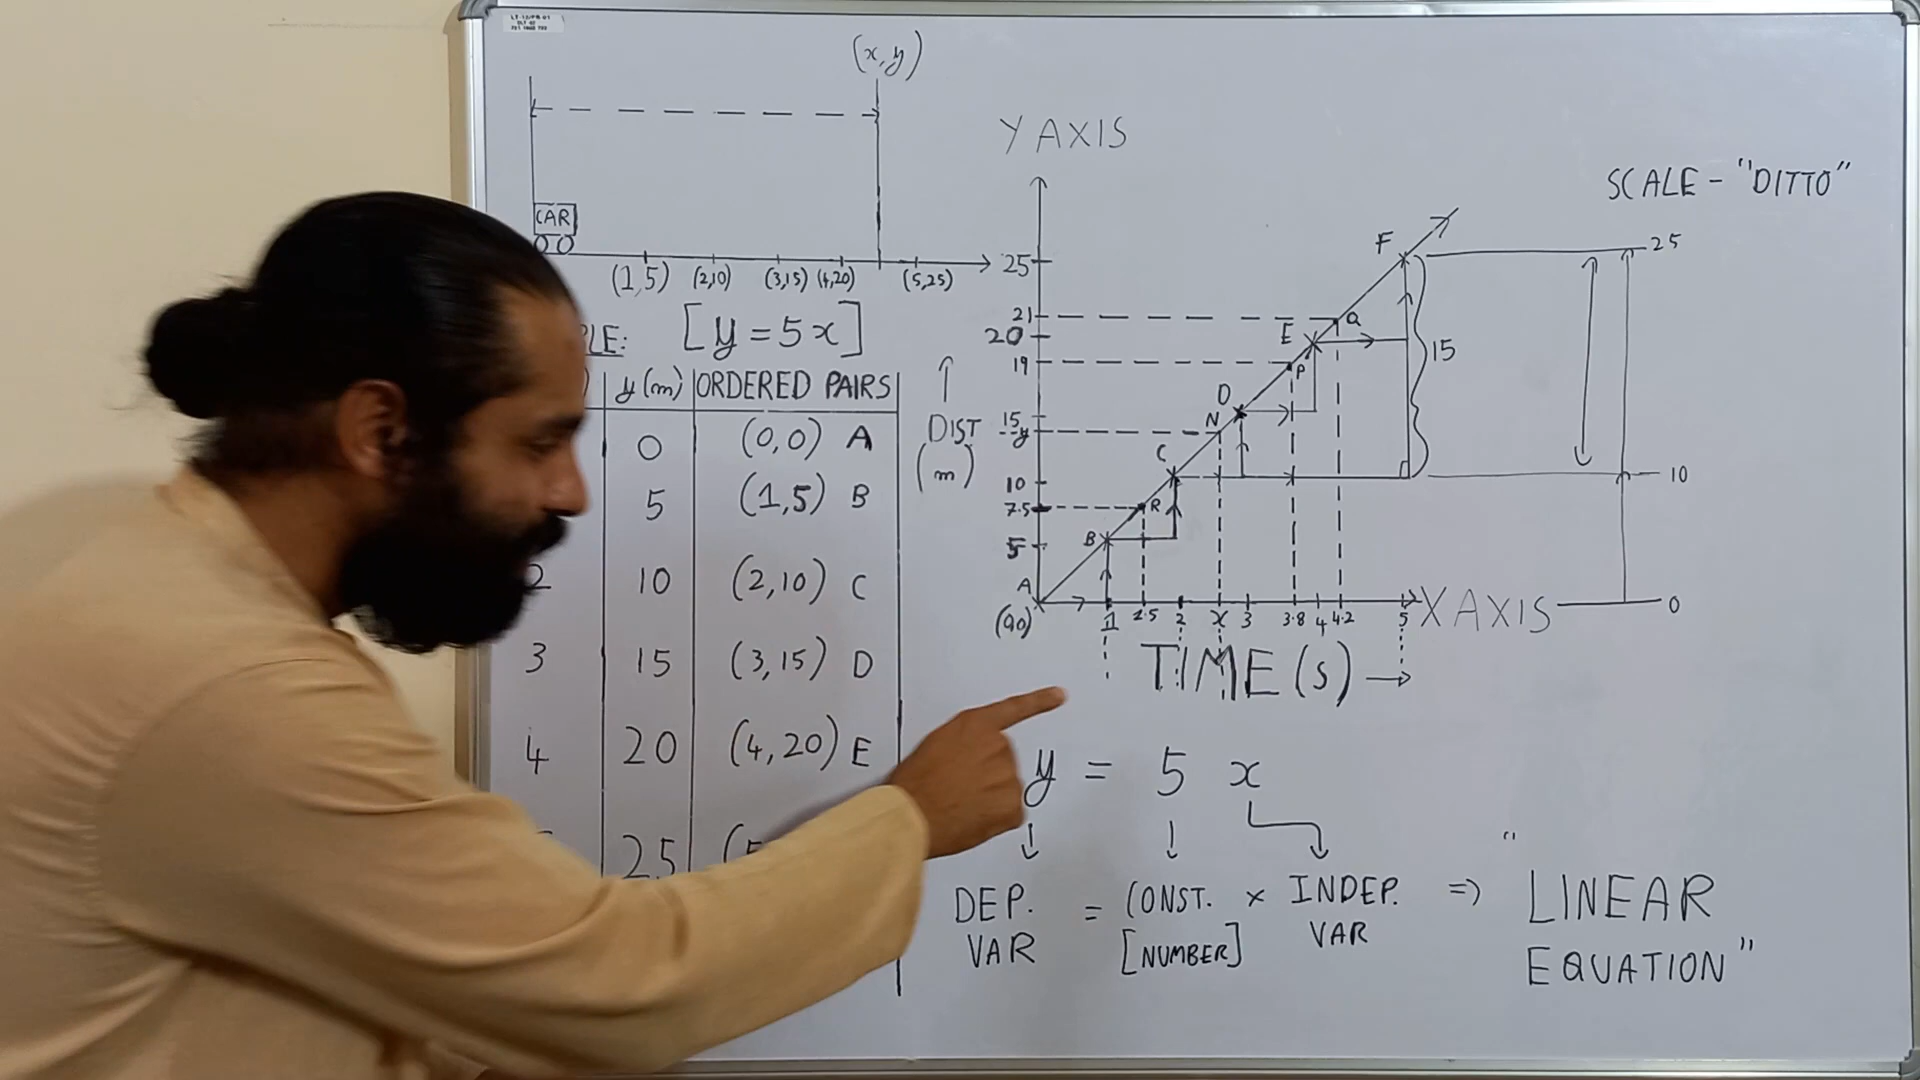 (x,y)
CAR
(1,5) (2,10) (3,15) (4,20) (5,25)
LE: [y=5x]
y(m) ORDERED PAIRS
0 (0,0) A
5 (1,5) B
2 10 (2,10) C
3 15 (3,15) D
4 20 (4,20) E
25 (5
Y AXIS
SCALE - "DITTO"
25
21
20
19
15
y
10
7.5
5
DIST
(m)
A
B
R
C
N
D
P
E
Q
F
15
25
10
0
1 1.5 2 x 3 3.8 4 4.2 5
X AXIS
TIME (s)
y = 5 x
DEP. = CONST. × INDEP. => "LINEAR
VAR [NUMBER] VAR EQUATION"